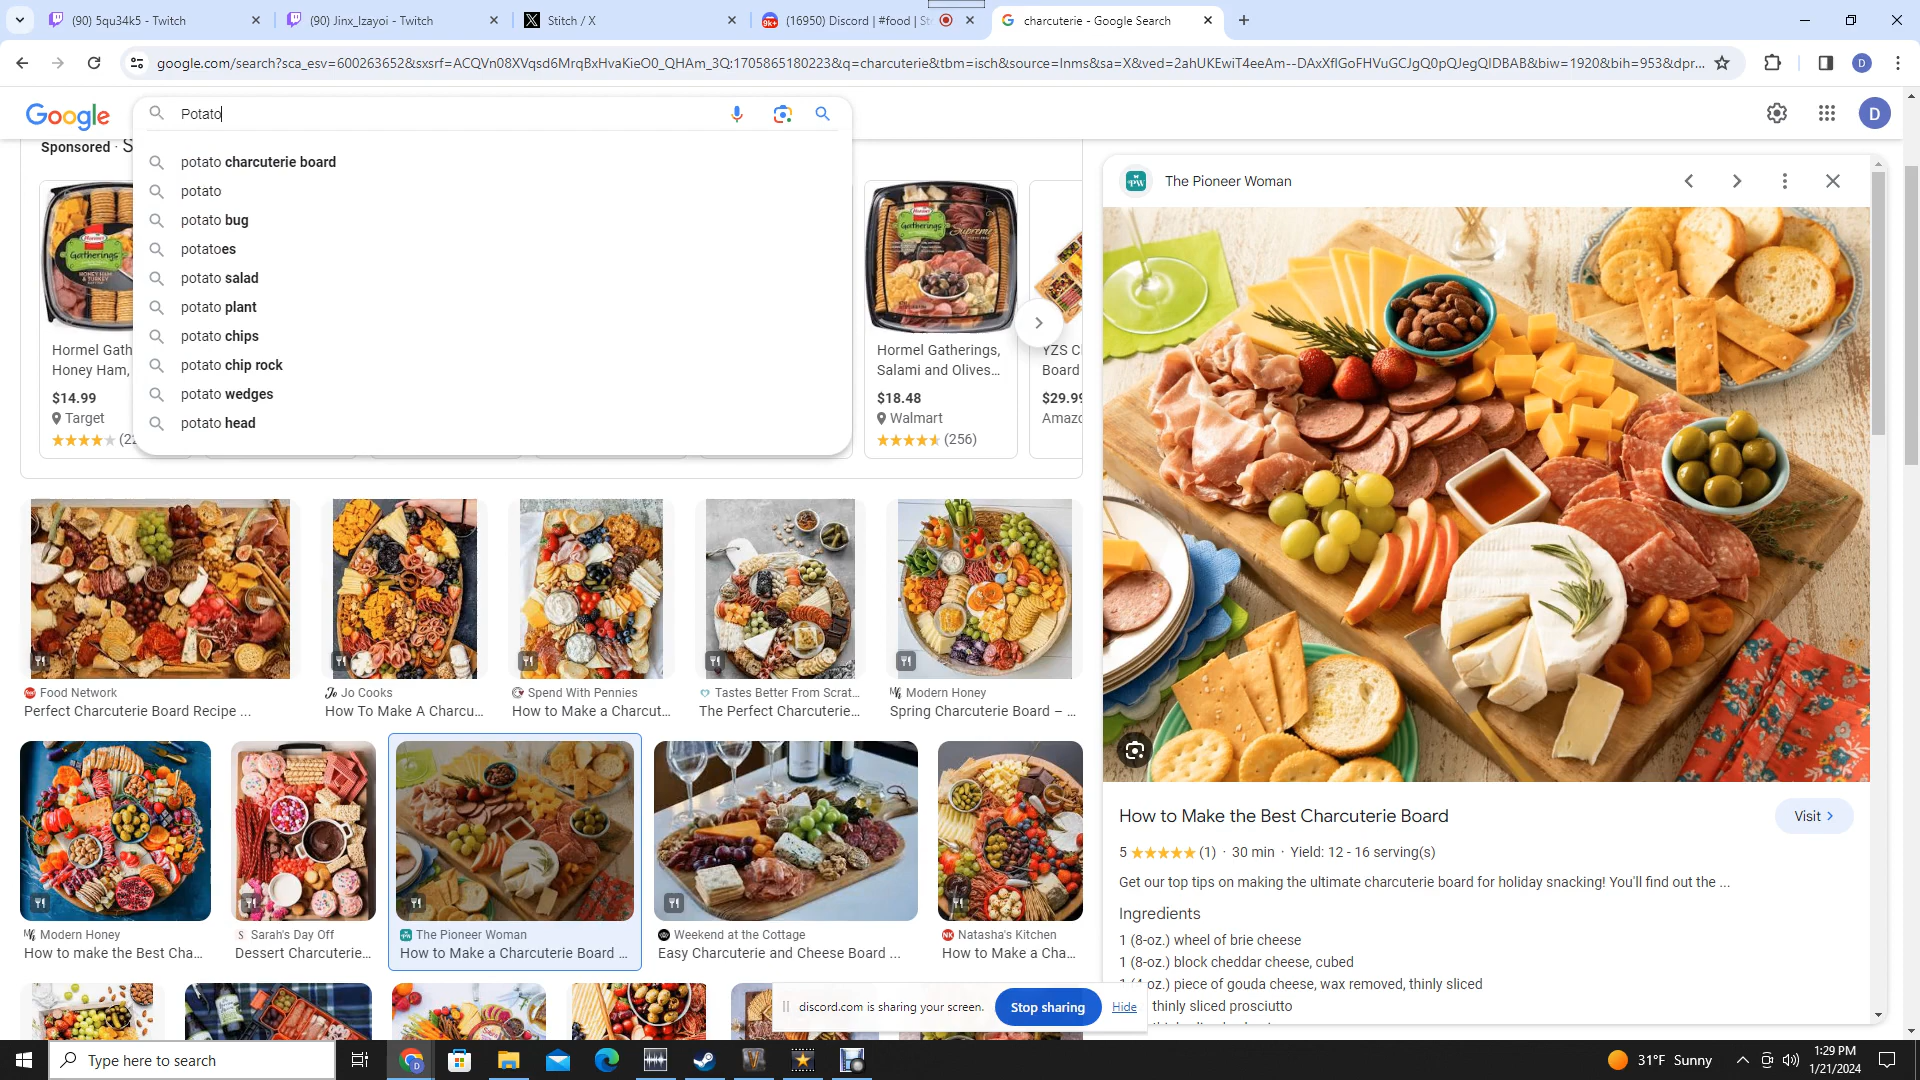 (90) 5qu34k5 - Twitch
(90) Jinx_Izayoi - Twitch
Stitch / X
(16950) Discord | #food | St
charcuterie - Google Search
google.com/search?sca_esv=600263652&sxsrf=ACQVn08XVqsd6MrqBxHvaKieO0_QHAm_3Q:1705865180223&q=charcuterie&tbm=isch&source=lnms&sa=X&ved=2ahUKEwiT4eeAm--DAxXfIGoFHVuGCJgQ0pQJegQIDBAB&biw=1920&bih=953&dpr...
D
Google
Potato
D
Sponsored · S
potato charcuterie board
potato
potato bug
potatoes
potato salad
potato plant
potato chips
potato chip rock
potato wedges
potato head
Hormel Gath
Honey Ham,
$14.99
Target
(22
Hormel Gatherings,
Salami and Olives...
$18.48
Walmart
(256)
YZS C
Board
$29.99
Amazo
Food Network
Perfect Charcuterie Board Recipe ...
Jo Cooks
How To Make A Charcu...
Spend With Pennies
How to Make a Charcut...
Tastes Better From Scrat...
The Perfect Charcuterie...
Modern Honey
Spring Charcuterie Board – ...
Modern Honey
How to make the Best Cha...
Sarah's Day Off
Dessert Charcuterie...
The Pioneer Woman
How to Make a Charcuterie Board ...
Weekend at the Cottage
Easy Charcuterie and Cheese Board ...
Natasha's Kitchen
How to Make a Cha...
PW
The Pioneer Woman
How to Make the Best Charcuterie Board
Visit
5 (1) · 30 min · Yield: 12 - 16 serving(s)
Get our top tips on making the ultimate charcuterie board for holiday snacking! You'll find out the ...
Ingredients
1 (8-oz.) wheel of brie cheese
1 (8-oz.) block cheddar cheese, cubed
oz.) piece of gouda cheese, wax removed, thinly sliced
thinly sliced prosciutto
discord.com is sharing your screen.
Stop sharing
Hide
Type here to search
31°F Sunny
1:29 PM
1/21/2024